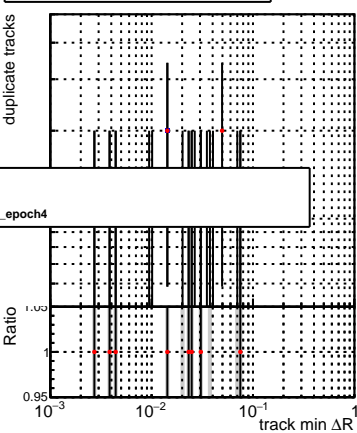 duplicate tracks
_epoch4
Ratio
1.05
1
0.95
10⁻³
10⁻²
10⁻¹
1
track min ΔR